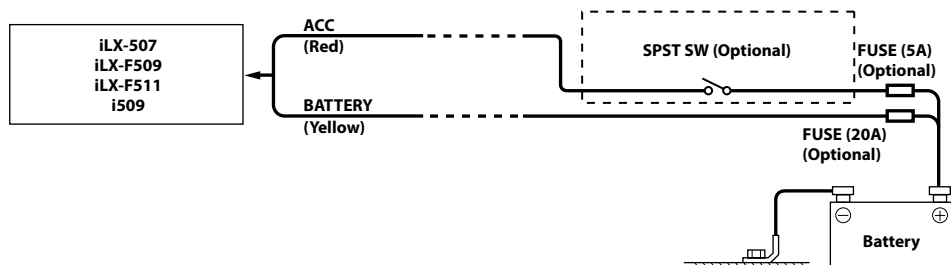 iLX-507
iLX-F509
iLX-F511
i509
ACC
(Red)
BATTERY
(Yellow)
SPST SW (Optional)
FUSE (5A)
(Optional)
FUSE (20A)
(Optional)
Battery